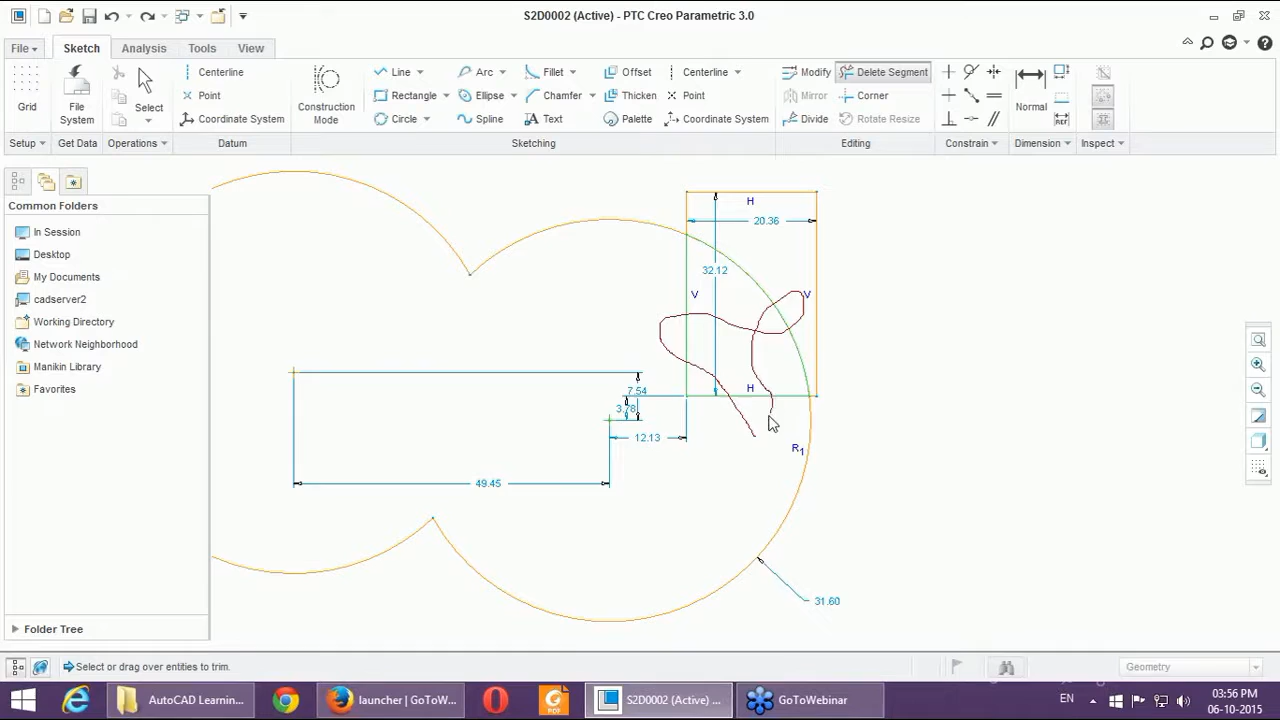 S2D0002 (Active) - PTC Creo Parametric 3.0
File Sketch Analysis Tools View
Grid
File System
Select
Centerline
Point
Coordinate System
Construction Mode
Line
Rectangle
Circle
Arc
Ellipse
Spline
Fillet
Chamfer
Text
Offset
Thicken
Palette
Centerline
Point
Coordinate System
Modify
Mirror
Divide
Delete Segment
Corner
Rotate Resize
Normal
REF
Setup Get Data Operations Datum Sketching Editing Constrain Dimension Inspect
Common Folders
In Session
Desktop
My Documents
cadserver2
Working Directory
Network Neighborhood
Manikin Library
Favorites
Folder Tree
H
20.36
32.12
V
V
H
7.54
3.78
12.13
R1
49.45
31.60
Select or drag over entities to trim.
Geometry
AutoCAD Learnin...
launcher | GoToW...
PDF
S2D0002 (Active) ...
GoToWebinar
EN
03:56 PM
06-10-2015